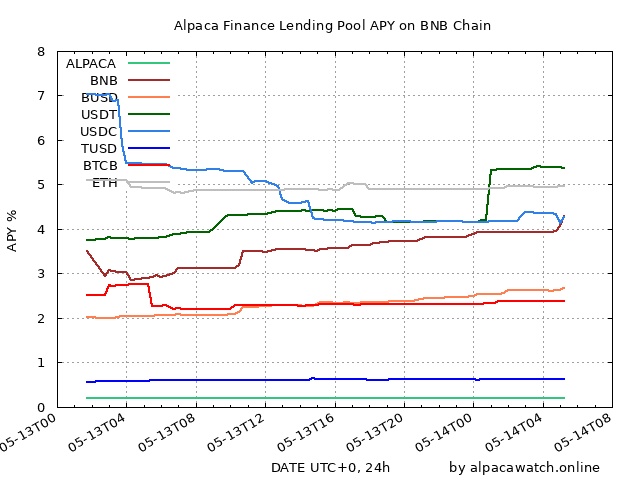 Alpaca Finance Lending Pool APY on BNB Chain
8
7
6
5
4
3
2
1
0
APY %
ALPACA
BNB
BUSD
USDT
USDC
TUSD
BTCB
ETH
05-13T00
05-13T04
05-13T08
05-13T12
05-13T16
05-13T20
05-14T00
05-14T04
05-14T08
DATE UTC+0, 24h by alpacawatch.online